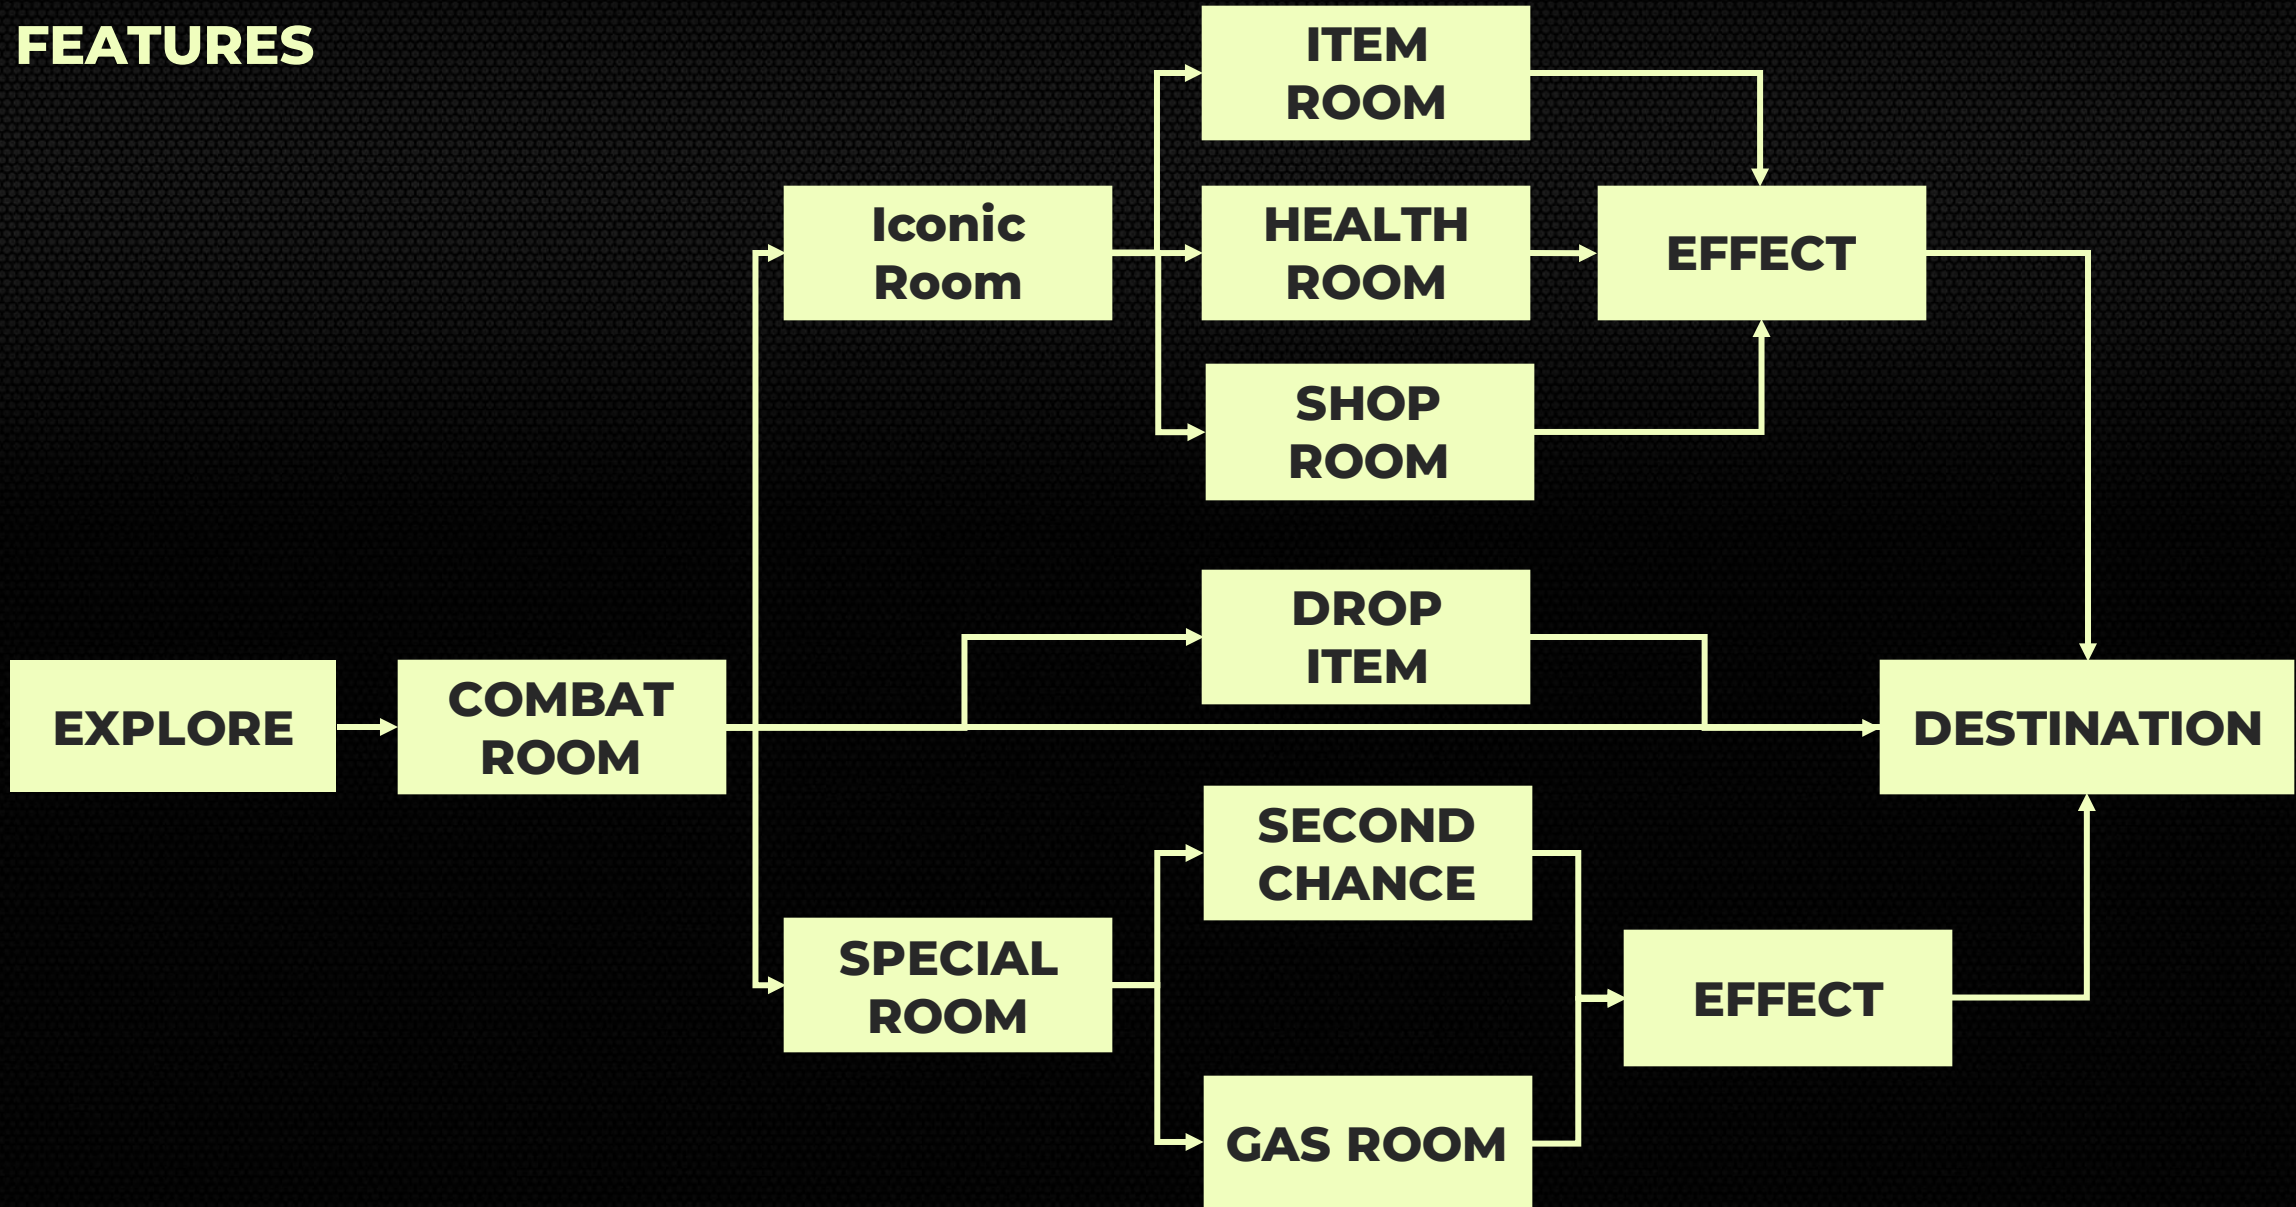 FEATURES
ITEM
ROOM
Iconic
Room
HEALTH
ROOM
EFFECT
SHOP
ROOM
DROP
ITEM
EXPLORE
COMBAT
ROOM
DESTINATION
SECOND
CHANCE
SPECIAL
ROOM
EFFECT
GAS ROOM